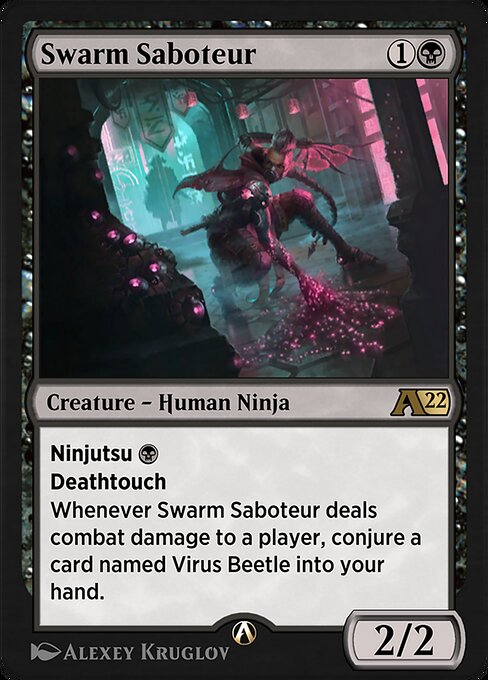 Swarm Saboteur 1
Creature – Human Ninja A22
Ninjutsu
Deathtouch
Whenever Swarm Saboteur deals
combat damage to a player, conjure a
card named Virus Beetle into your
hand.
2/2
Alexey Kruglov